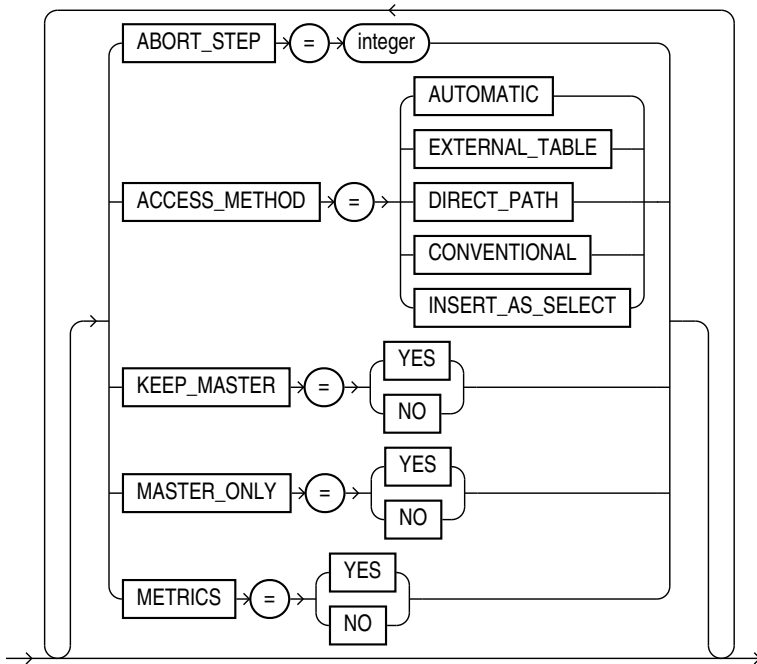 ABORT_STEP = integer
AUTOMATIC
EXTERNAL_TABLE
ACCESS_METHOD = DIRECT_PATH
CONVENTIONAL
INSERT_AS_SELECT
YES
KEEP_MASTER =
NO
YES
MASTER_ONLY =
NO
YES
METRICS =
NO